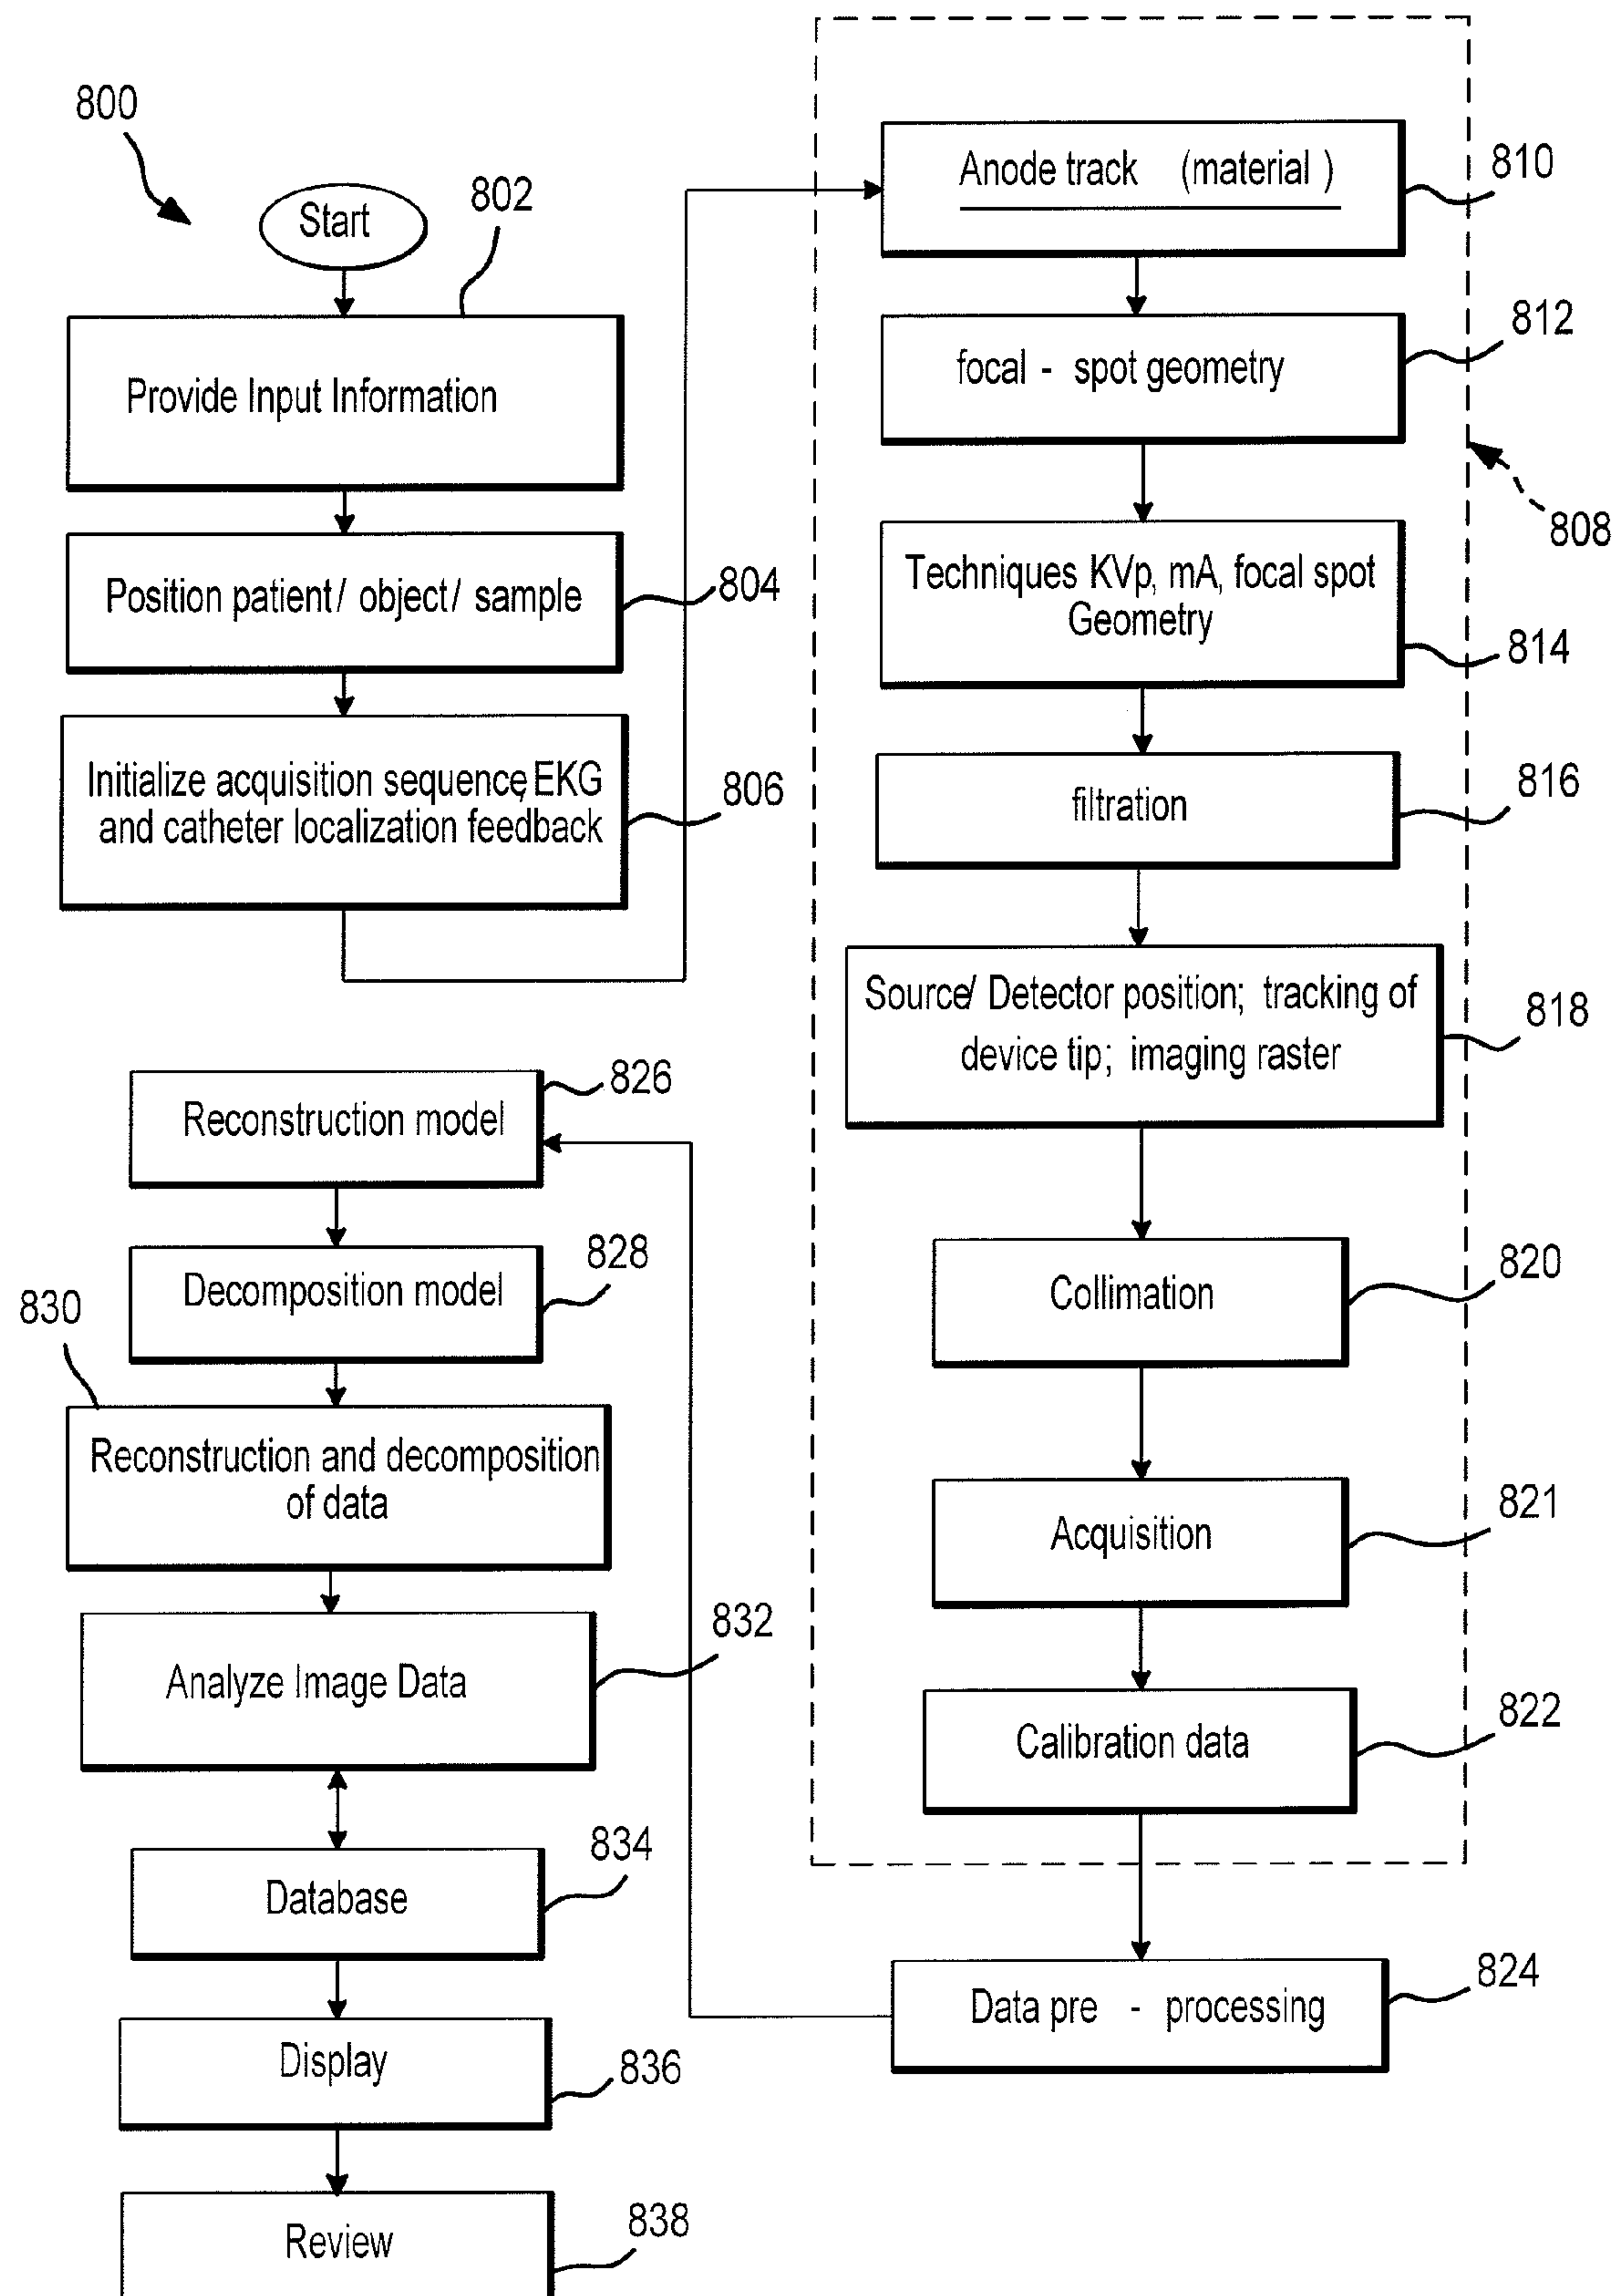 800
Start
802
Provide Input Information
Position patient / object / sample
804
Initialize acquisition sequence, EKG
and catheter localization feedback
806
808
Anode track (material )
810
focal - spot geometry
812
Techniques KVp, mA, focal spot
Geometry
814
filtration
816
Source/ Detector position; tracking of
device tip; imaging raster
818
Collimation
820
Acquisition
821
Calibration data
822
Data pre - processing
824
Reconstruction model
826
Decomposition model
828
830
Reconstruction and decomposition
of data
Analyze Image Data
832
Database
834
Display
836
Review
838